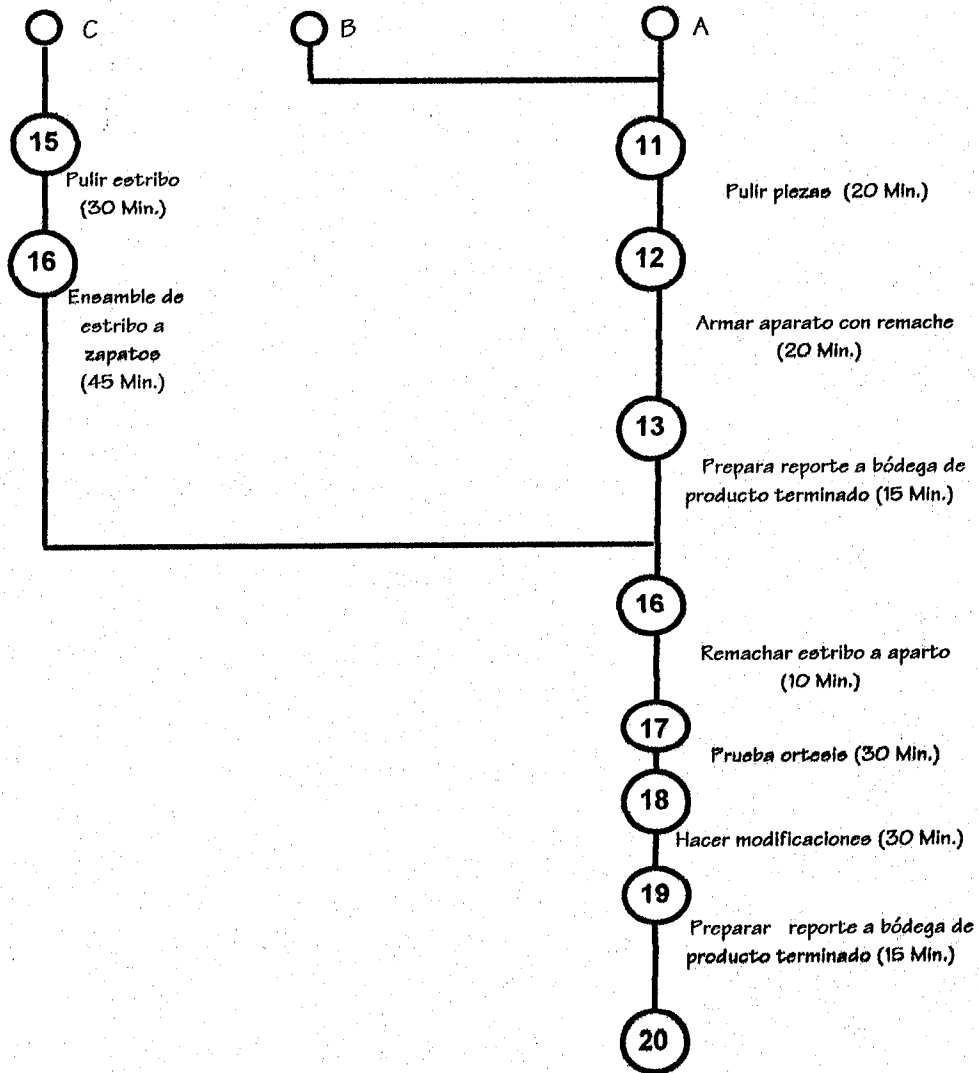 C
B
A
15
Pulir estribo
(30 Min.)
16
Ensamble de
estribo a
zapatos
(45 Min.)
11
Pulir piezas (20 Min.)
12
Armar aparato con remache
(20 Min.)
13
Prepara reporte a bódega de
producto terminado (15 Min.)
16
Remachar estribo a aparto
(10 Min.)
17
Prueba ortesis (30 Min.)
18
Hacer modificaciones (30 Min.)
19
Preparar reporte a bódega de
producto terminado (15 Min.)
20